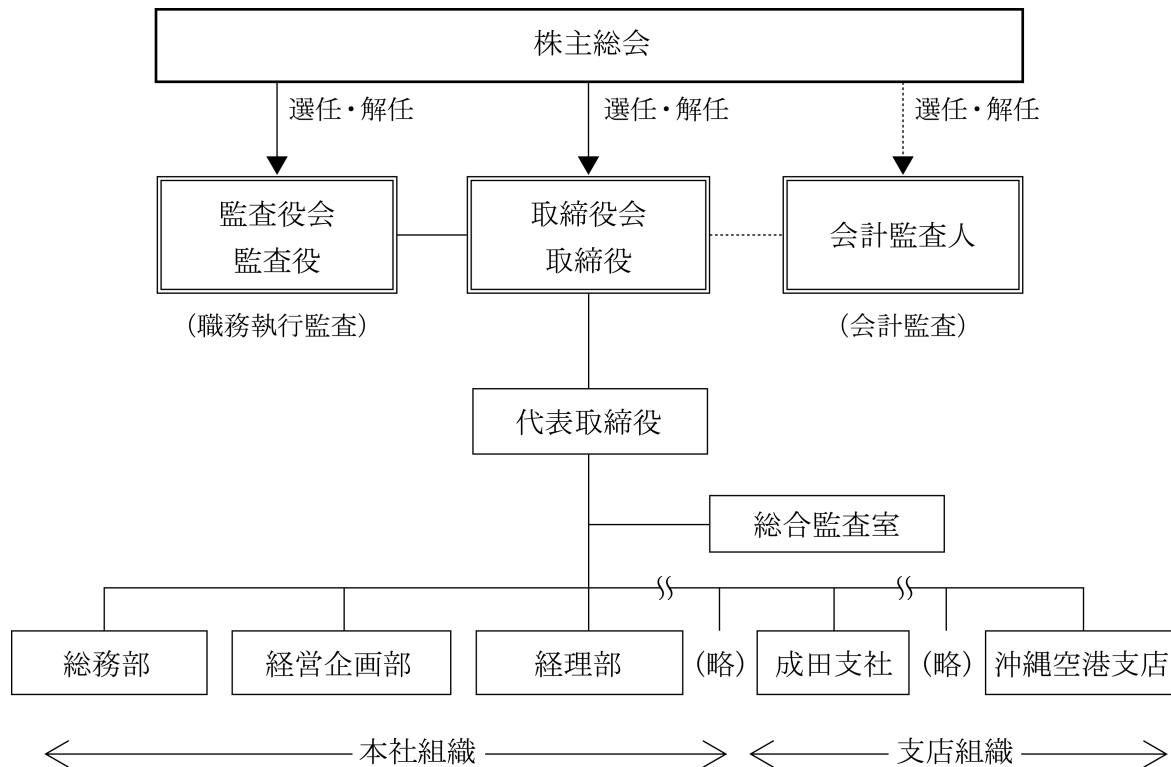 株主総会
選任・解任
選任・解任
選任・解任
監査役会
監査役
取締役会
取締役
会計監査人
（職務執行監査）
（会計監査）
代表取締役
総合監査室
総務部
経営企画部
経理部
（略）
成田支社
（略）
沖縄空港支店
本社組織
支店組織